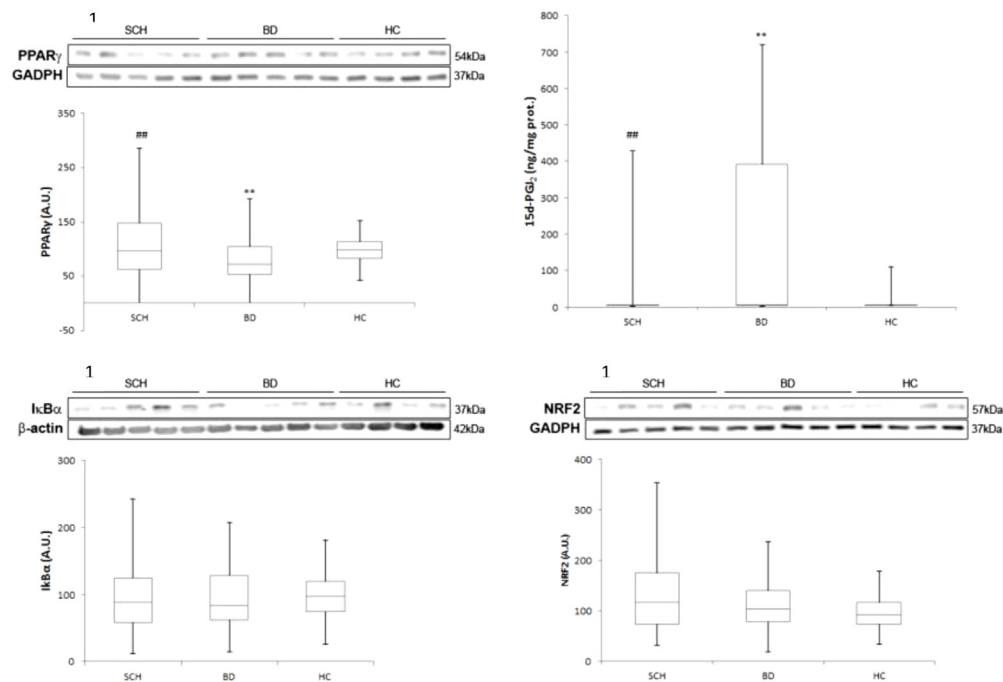 1
SCH BD HC
PPARγ 54kDa
GADPH 37kDa
350
##
250
**
150
50
-50
PPARγ (A.U.)
SCH BD HC
800
**
700
600
500
##
400
300
200
100
0
15d-PGJ₂ (ng/mg prot.)
SCH BD HC
1
SCH BD HC
IκBα 37kDa
β-actin 42kDa
300
200
100
0
IkBα (A.U.)
SCH BD HC
1
SCH BD HC
NRF2 57kDa
GADPH 37kDa
400
300
200
100
0
NRF2 (A.U.)
SCH BD HC